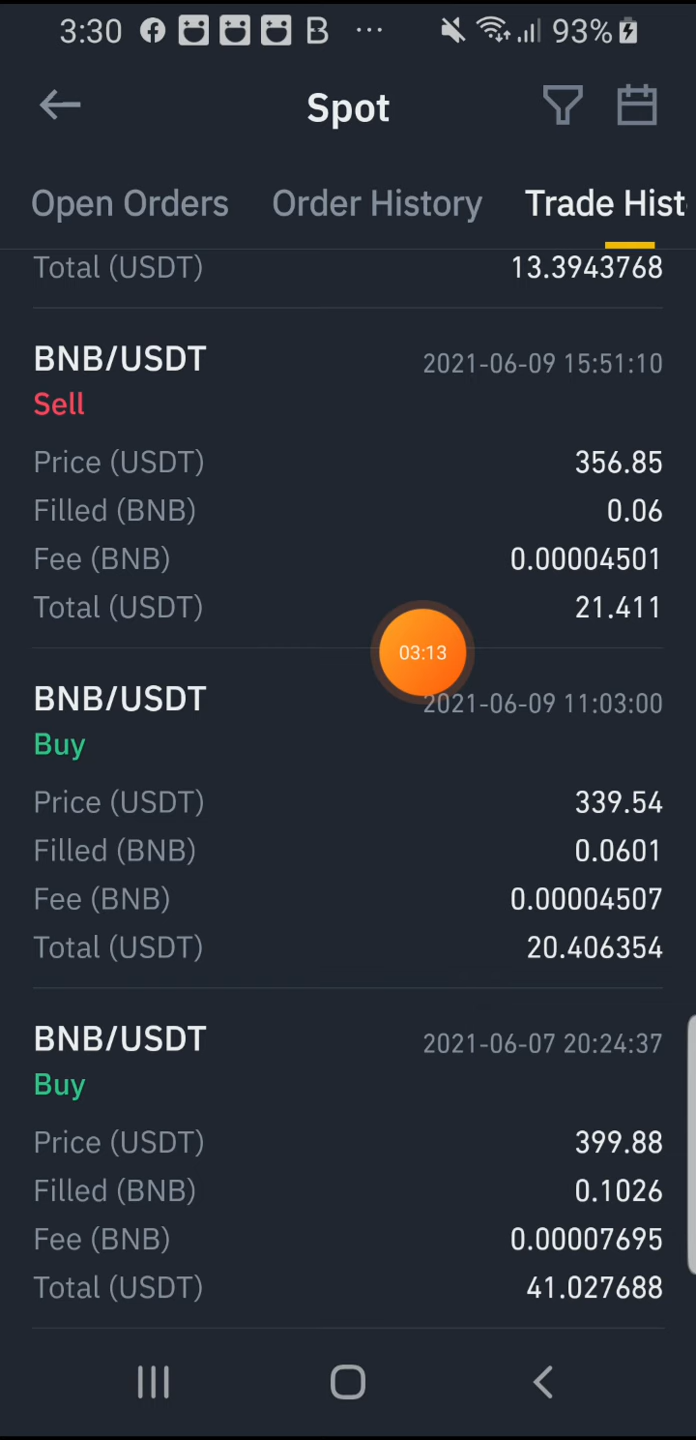 3:30 93%
Spot
Open Orders Order History Trade Hist
Total (USDT) 13.3943768
BNB/USDT 2021-06-09 15:51:10
Sell
Price (USDT) 356.85
Filled (BNB) 0.06
Fee (BNB) 0.00004501
Total (USDT) 21.411
03:13
BNB/USDT 2021-06-09 11:03:00
Buy
Price (USDT) 339.54
Filled (BNB) 0.0601
Fee (BNB) 0.00004507
Total (USDT) 20.406354
BNB/USDT 2021-06-07 20:24:37
Buy
Price (USDT) 399.88
Filled (BNB) 0.1026
Fee (BNB) 0.00007695
Total (USDT) 41.027688